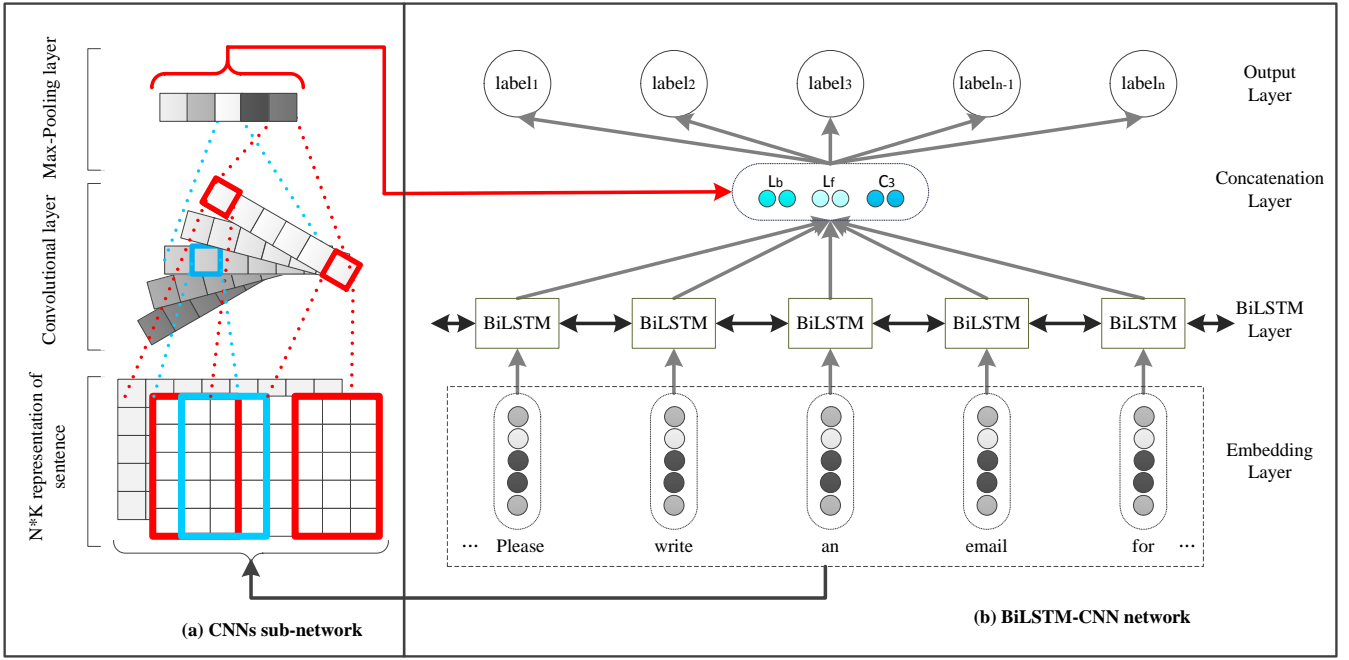 Max-Pooling layer
Convolutional layer
N*K representation of
sentence
(a) CNNs sub-network
label1
label2
label3
labeln-1
labeln
Output
Layer
Lb
Lf
C3
Concatenation
Layer
BiLSTM
BiLSTM
BiLSTM
BiLSTM
BiLSTM
BiLSTM
Layer
Embedding
Layer
... Please
write
an
email
for ...
(b) BiLSTM-CNN network